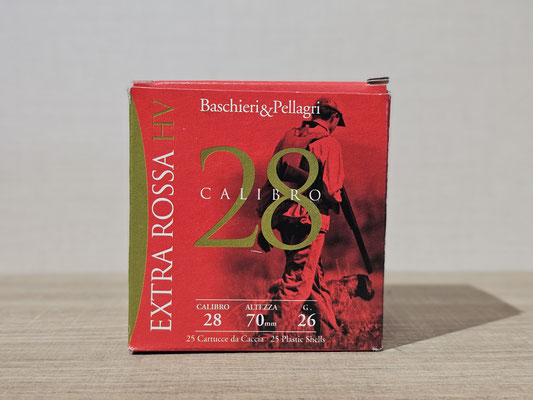 Baschieri&Pellagri
EXTRA ROSSA HV
28
CALIBRO
CALIBRO ALTEZZA G.
28 70mm 26
25 Cartucce da Caccia 25 Plastic Shells